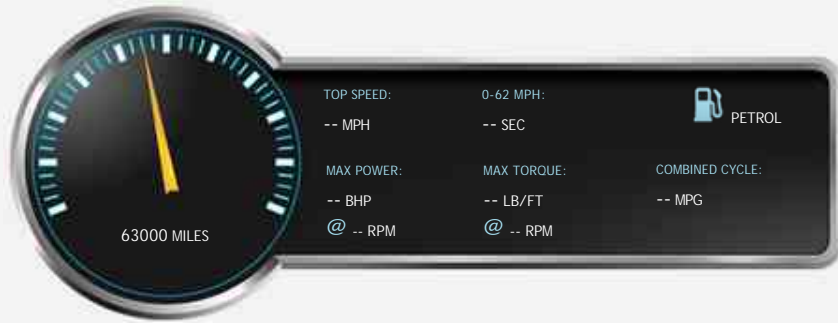 TOP SPEED:
-- MPH
0-62 MPH:
-- SEC
PETROL
MAX POWER:
-- BHP
@ -- RPM
MAX TORQUE:
-- LB/FT
@ -- RPM
COMBINED CYCLE:
-- MPG
63000 MILES